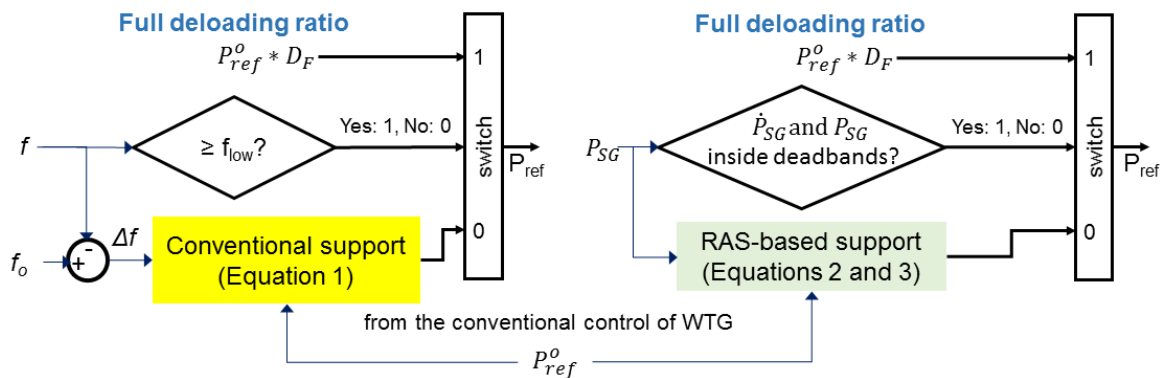 Full deloading ratio
P^o_ref * D_F
1
f
≥ f_low?
Yes: 1, No: 0
switch
P_ref
0
f_o
-
+
Δf
Conventional support
(Equation 1)
Full deloading ratio
P^o_ref * D_F
1
P_SG
Ṗ_SG and P_SG
inside deadbands?
Yes: 1, No: 0
switch
P_ref
0
RAS-based support
(Equations 2 and 3)
from the conventional control of WTG
P^o_ref